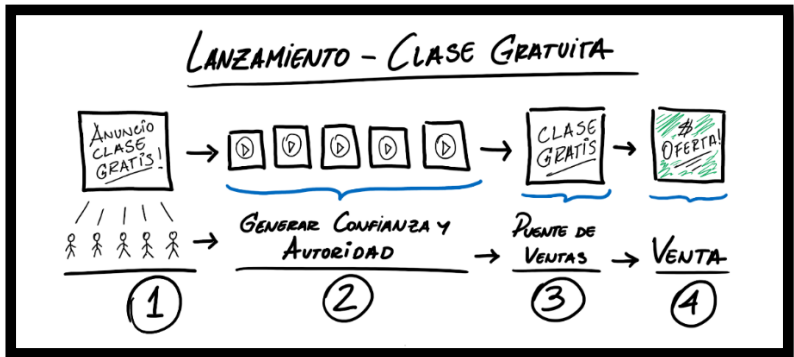 LANZAMIENTO - CLASE GRATUITA
ANUNCIO
CLASE
GRATIS!
CLASE
GRATIS
$
OFERTA!
GENERAR CONFIANZA Y
AUTORIDAD
PUENTE DE
VENTAS
VENTA
1
2
3
4